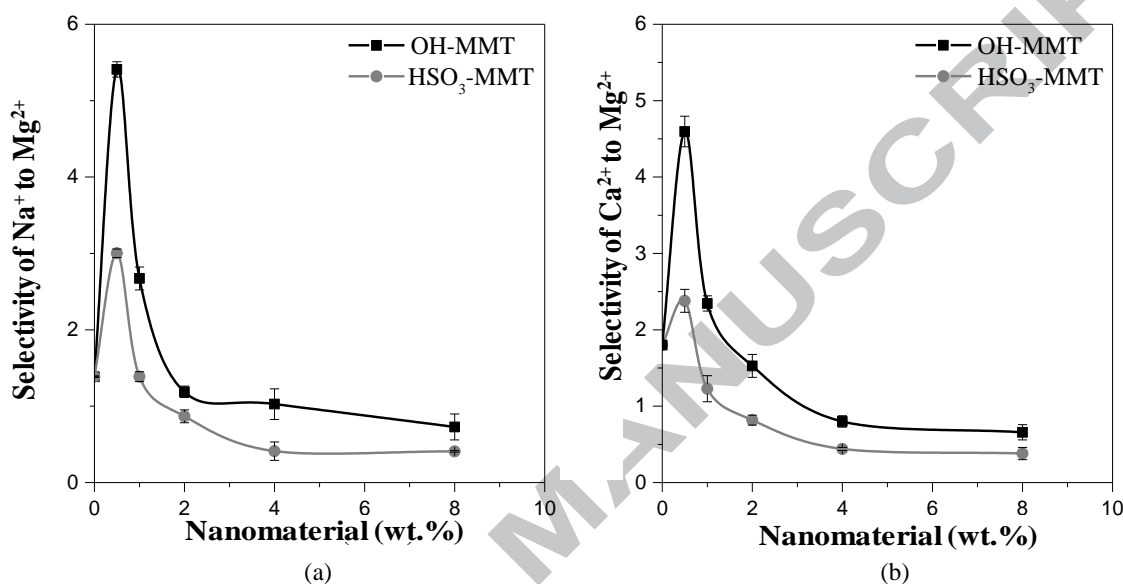 6
4
2
0
0
2
4
6
8
10
Selectivity of Na⁺ to Mg²⁺
OH-MMT
HSO₃-MMT
Nanomaterial (wt.%)
(a)
6
5
4
3
2
1
0
0
2
4
6
8
10
Selectivity of Ca²⁺ to Mg²⁺
OH-MMT
HSO₃-MMT
Nanomaterial (wt.%)
(b)
MANUSCRIP